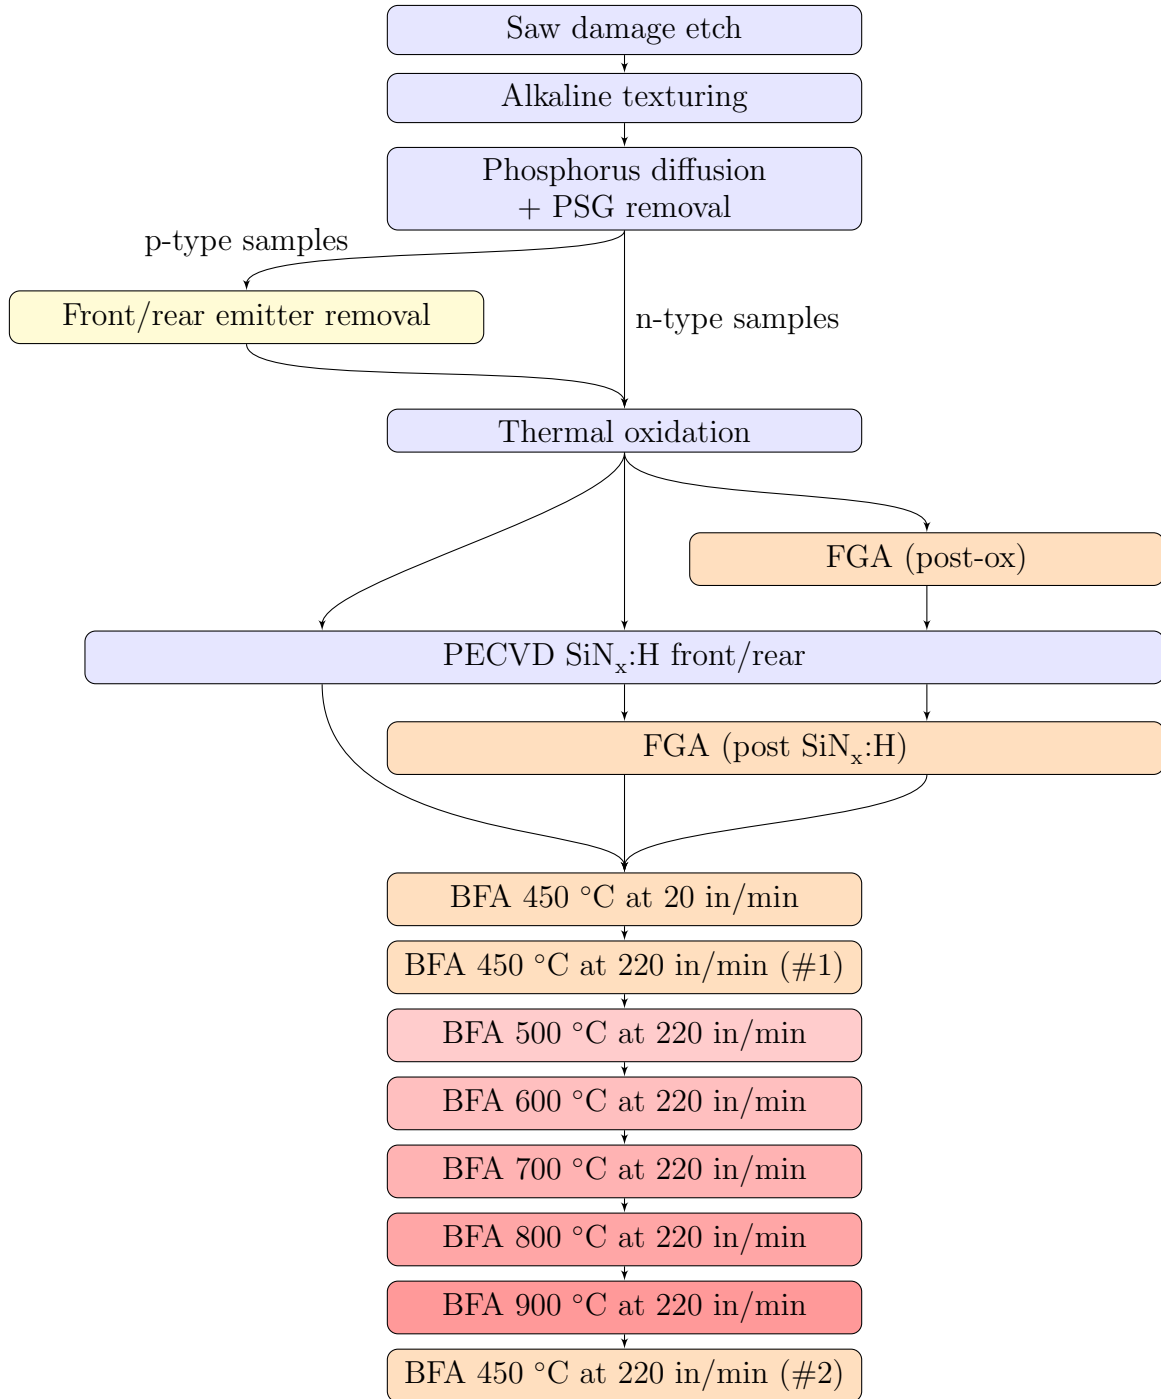 Saw damage etch
Alkaline texturing
Phosphorus diffusion
+ PSG removal
p-type samples
Front/rear emitter removal
n-type samples
Thermal oxidation
FGA (post-ox)
PECVD SiNₓ:H front/rear
FGA (post SiNₓ:H)
BFA 450 °C at 20 in/min
BFA 450 °C at 220 in/min (#1)
BFA 500 °C at 220 in/min
BFA 600 °C at 220 in/min
BFA 700 °C at 220 in/min
BFA 800 °C at 220 in/min
BFA 900 °C at 220 in/min
BFA 450 °C at 220 in/min (#2)